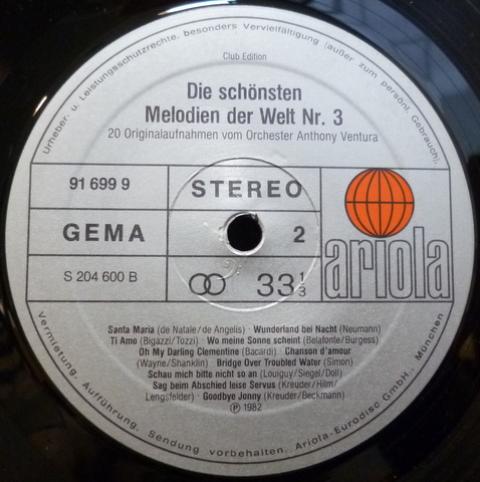 Urheber- u. Leistungsschutzrechte, besonders Vervielfältigung (außer zum persönl. Gebrauch),
Club Edition
Die schönsten
Melodien der Welt Nr. 3
20 Originalaufnahmen vom Orchester Anthony Ventura
91 699 9
STEREO
GEMA
2
ariola
S 204 600 B
33 1/3
Santa Maria (de Natale/de Angelis) · Wunderland bei Nacht (Neumann)
Ti Amo (Bigazzi/Tozzi) · Wo meine Sonne scheint (Belafonte/Burgess)
Oh My Darling Clementine (Bacardi) · Chanson d'amour
(Wayne/Shanklin) · Bridge Over Troubled Water (Simon)
Schau mich bitte nicht so an (Louiguy/Siegel/Doll)
Sag beim Abschied leise Servus (Kreuder/Hilm/
Lengsfelder) · Goodbye Jonny (Kreuder/Beckmann)
Ⓟ 1982
Vermietung, Aufführung, Sendung vorbehalten. Ariola-Eurodisc GmbH., München